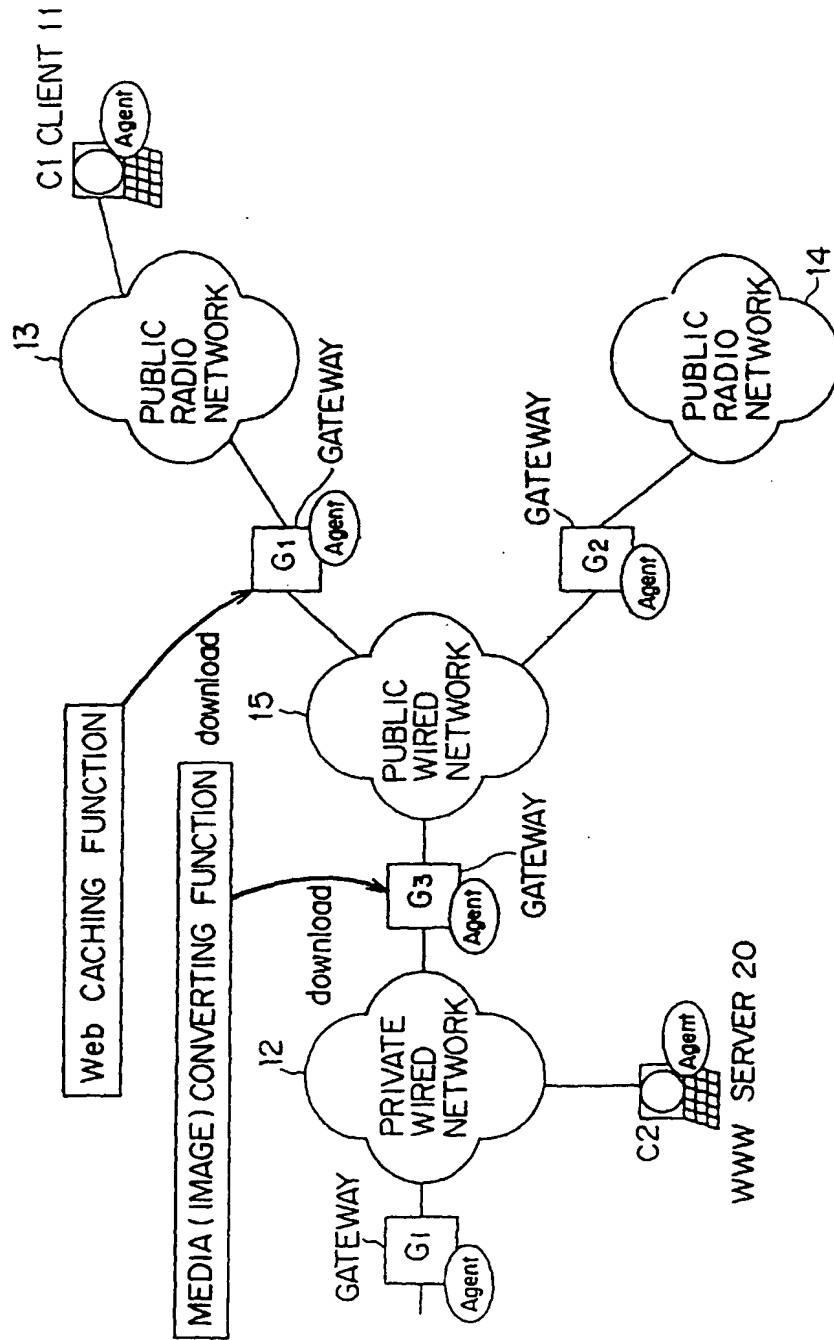 Web CACHING FUNCTION
download
MEDIA (IMAGE) CONVERTING FUNCTION
download
C1 CLIENT 11
Agent
13
PUBLIC
RADIO
NETWORK
GATEWAY
G1
Agent
15
PUBLIC
WIRED
NETWORK
GATEWAY
G2
Agent
PUBLIC
RADIO
NETWORK
14
G3
Agent
GATEWAY
12
PRIVATE
WIRED
NETWORK
GATEWAY
G1
Agent
C2
Agent
WWW SERVER 20